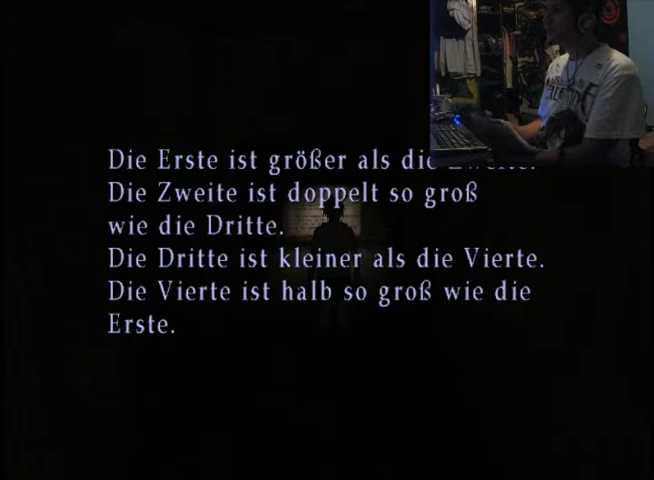 Die Erste ist größer als die Zweite.
Die Zweite ist doppelt so groß
wie die Dritte.
Die Dritte ist kleiner als die Vierte.
Die Vierte ist halb so groß wie die
Erste.